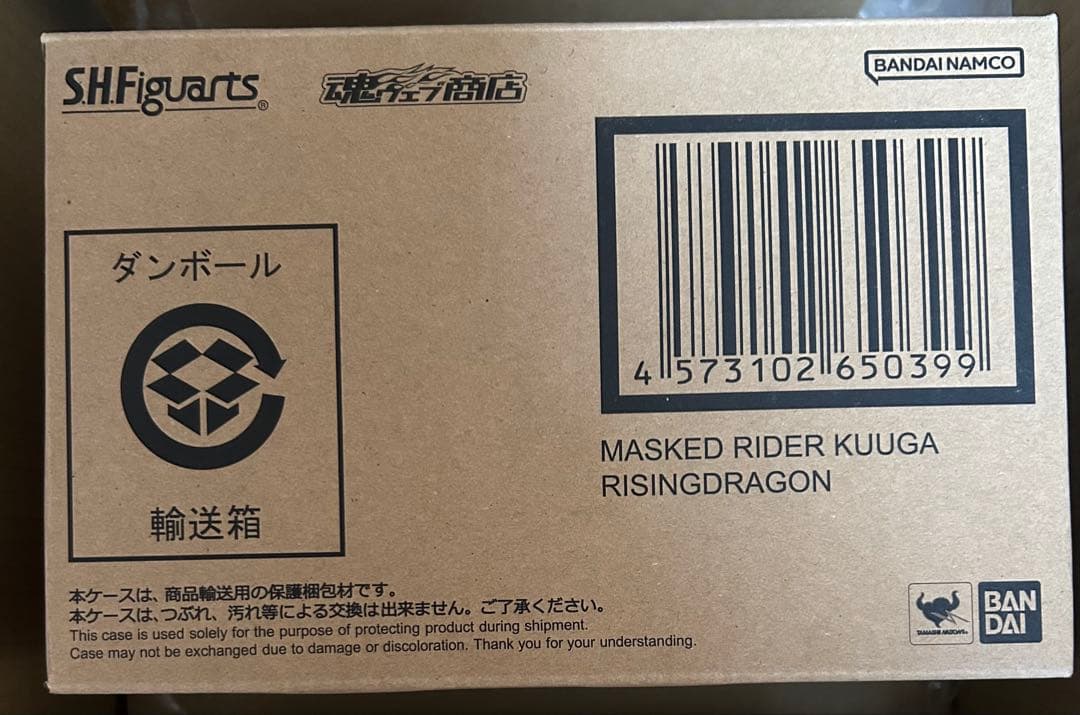 S.H.Figuarts®
魂ウェブ商店
BANDAI NAMCO
4 573102 650399
MASKED RIDER KUUGA
RISINGDRAGON
ダンボール
輸送箱
本ケースは、商品輸送用の保護梱包材です。
本ケースは、つぶれ、汚れ等による交換は出来ません。ご了承ください。
This case is used solely for the purpose of protecting product during shipment.
Case may not be exchanged due to damage or discoloration. Thank you for your understanding.
TAMASHII NATIONS
BAN
DAI